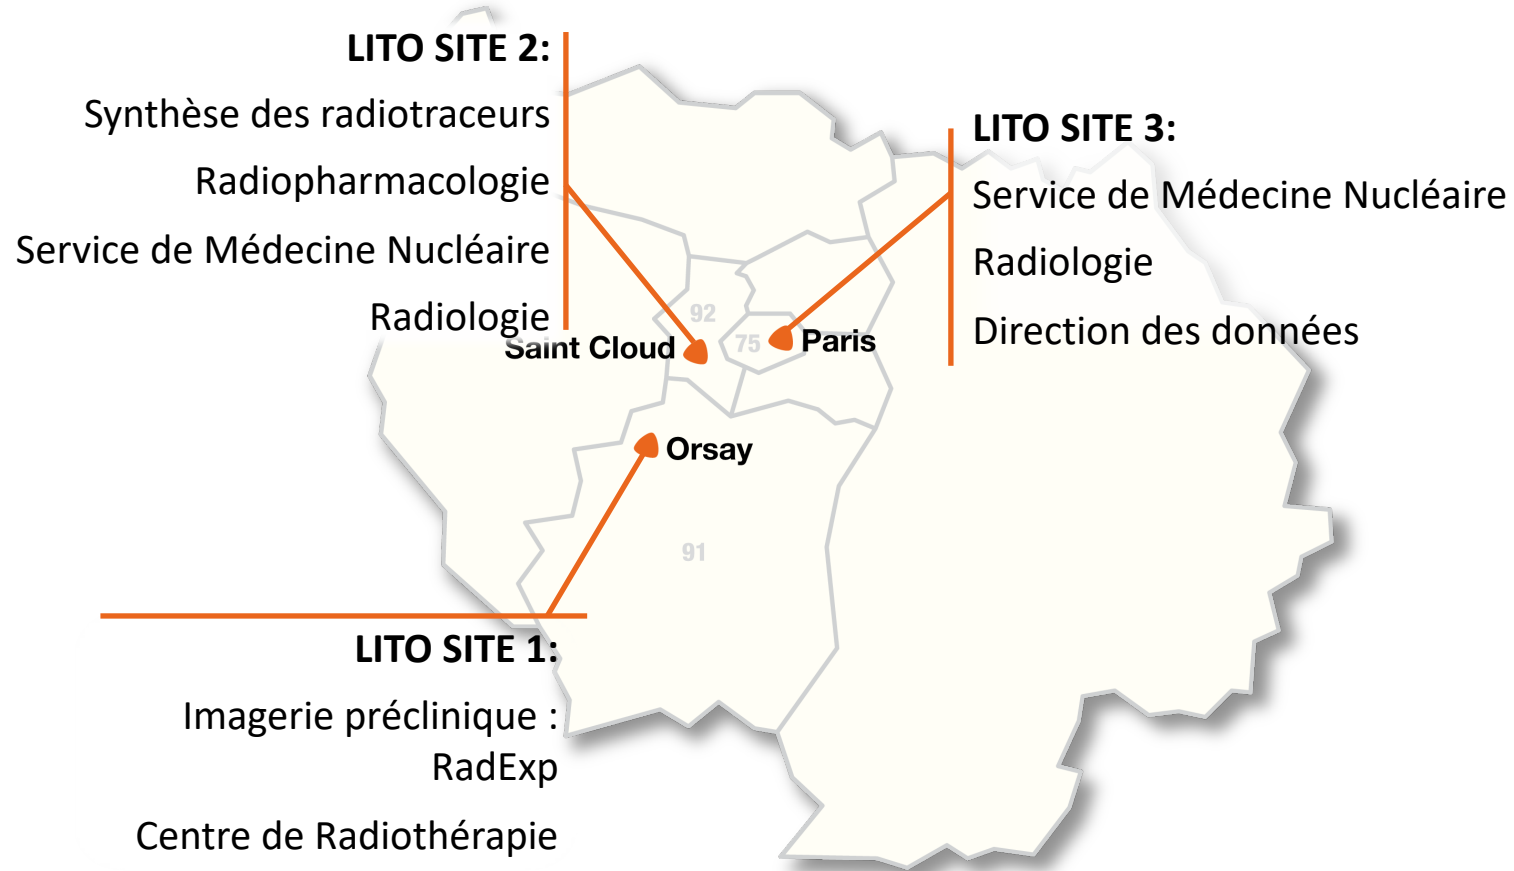 LITO SITE 2:
Synthèse des radiotraceurs
Radiopharmacologie
Service de Médecine Nucléaire
Radiologie
LITO SITE 3:
Service de Médecine Nucléaire
Radiologie
Direction des données
92
75
Saint Cloud
Paris
Orsay
91
LITO SITE 1:
Imagerie préclinique :
RadExp
Centre de Radiothérapie